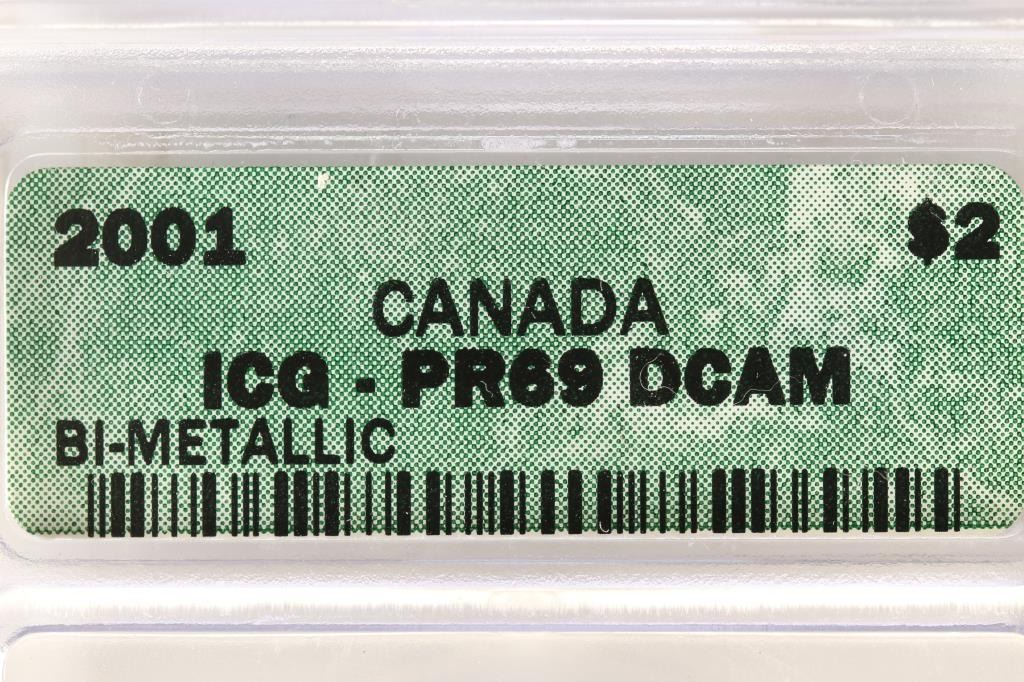 2001 $2
CANADA
ICG - PR69 DCAM
BI-METALLIC